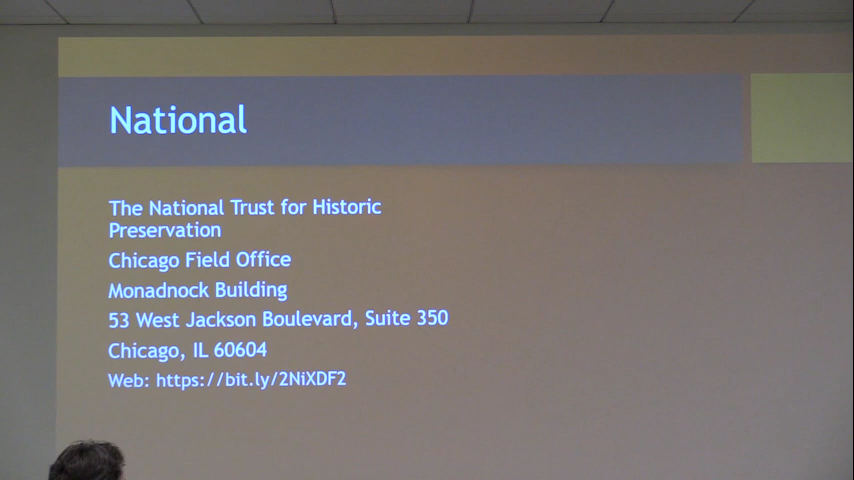 National
The National Trust for Historic
Preservation
Chicago Field Office
Monadnock Building
53 West Jackson Boulevard, Suite 350
Chicago, IL 60604
Web: https://bit.ly/2NiXDF2